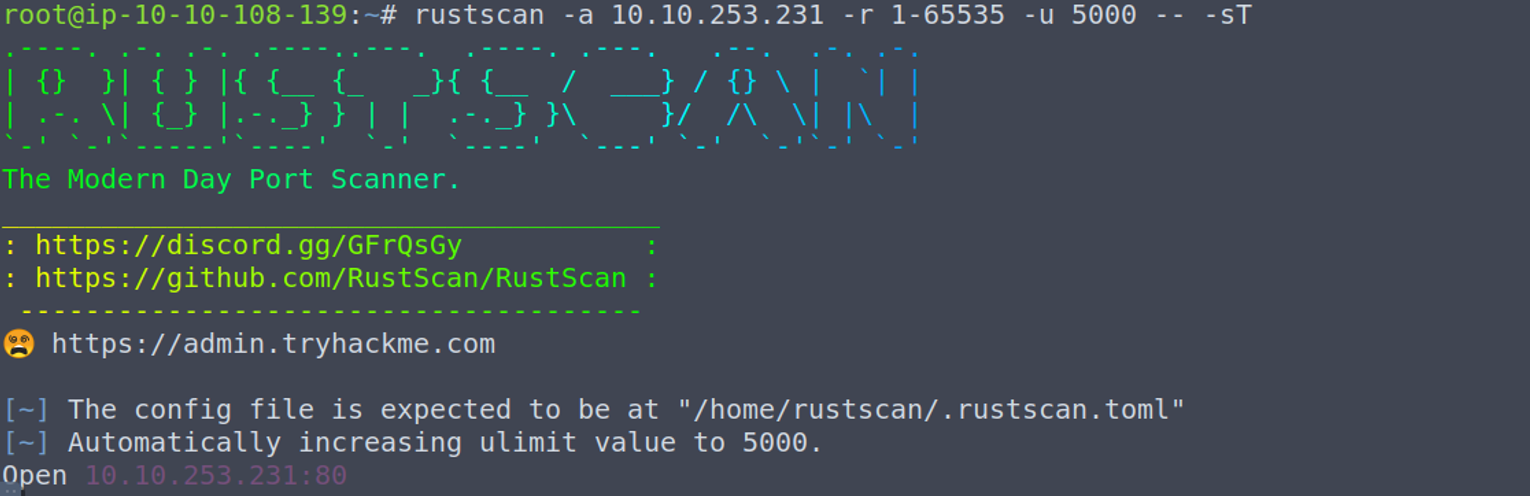 root@ip-10-10-108-139:~# rustscan -a 10.10.253.231 -r 1-65535 -u 5000 -- -sT
.----. .-. .-. .----..---.  .----. .---.   .--.  .-. .-.
| {}  }| { } |{ {__ {_   _}{ {__  /  ___} / {} \ |  `| |
| .-. \| {_} |.-._} } | |  .-._} }\     }/  /\  \| |\  |
`-' `-'`-----'`----'  `-'  `----'  `---' `-'  `-'`-' `-'
The Modern Day Port Scanner.
________________________________________
: https://discord.gg/GFrQsGy           :
: https://github.com/RustScan/RustScan :
 --------------------------------------
😵 https://admin.tryhackme.com
[~] The config file is expected to be at "/home/rustscan/.rustscan.toml"
[~] Automatically increasing ulimit value to 5000.
Open 10.10.253.231:80